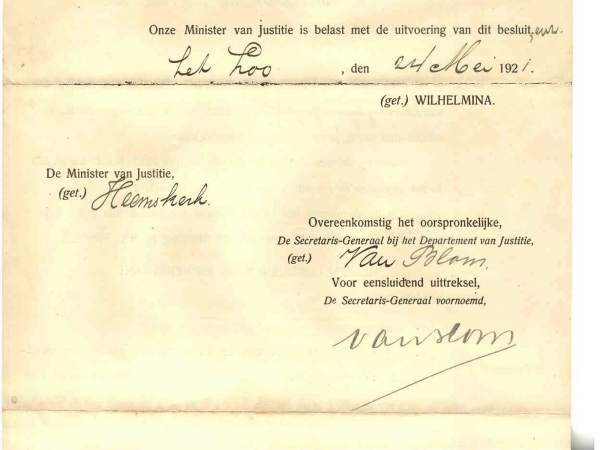 Onze Minister van Justitie is belast met de uitvoering van dit besluit, enz.
het Loo, den 24 Mei 1921.
(get.) WILHELMINA.
De Minister van Justitie,
(get.) Heemskerk.
Overeenkomstig het oorspronkelijke,
De Secretaris-Generaal bij het Departement van Justitie,
(get.) Van Blom.
Voor eensluidend uittreksel,
De Secretaris-Generaal voornoemd,
van Blom